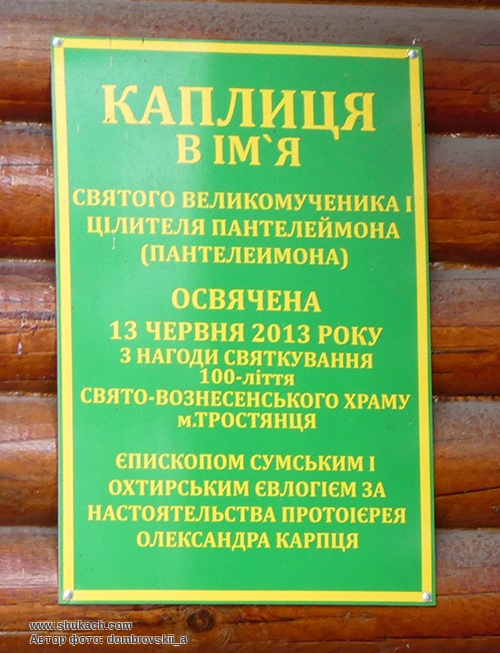 КАПЛИЦЯ
В ІМ`Я
СВЯТОГО ВЕЛИКОМУЧЕНИКА І
ЦІЛИТЕЛЯ ПАНТЕЛЕЙМОНА
(ПАНТЕЛЕИМОНА)
ОСВЯЧЕНА
13 ЧЕРВНЯ 2013 РОКУ
З НАГОДИ СВЯТКУВАННЯ
100-ліття
СВЯТО-ВОЗНЕСЕНСЬКОГО ХРАМУ
м.ТРОСТЯНЦЯ
ЄПИСКОПОМ СУМСЬКИМ І
ОХТИРСЬКИМ ЄВЛОГІЄМ ЗА
НАСТОЯТЕЛЬСТВА ПРОТОІЄРЕЯ
ОЛЕКСАНДРА КАРПЦЯ
www.shukach.com
Автор фото: dombrovskii_a